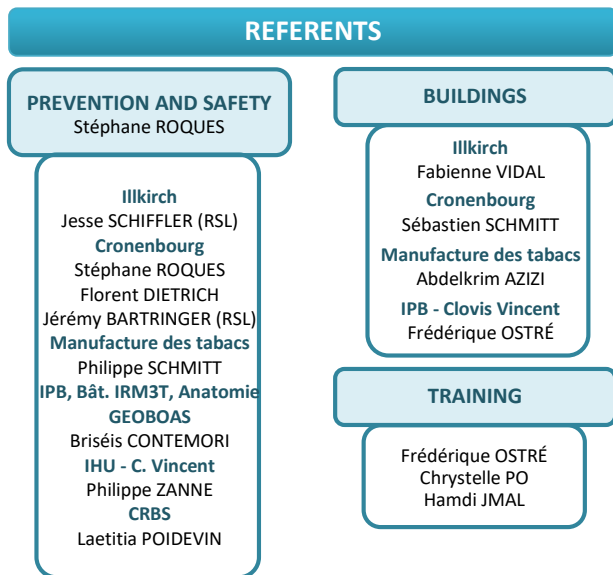 REFERENTS
PREVENTION AND SAFETY
Stéphane ROQUES
Illkirch
Jesse SCHIFFLER (RSL)
Cronenbourg
Stéphane ROQUES
Florent DIETRICH
Jérémy BARTRINGER (RSL)
Manufacture des tabacs
Philippe SCHMITT
IPB, Bât. IRM3T, Anatomie
GEOBOAS
Briséis CONTEMORI
IHU - C. Vincent
Philippe ZANNE
CRBS
Laetitia POIDEVIN
BUILDINGS
Illkirch
Fabienne VIDAL
Cronenbourg
Sébastien SCHMITT
Manufacture des tabacs
Abdelkrim AZIZI
IPB - Clovis Vincent
Frédérique OSTRÉ
TRAINING
Frédérique OSTRÉ
Chrystelle PO
Hamdi JMAL